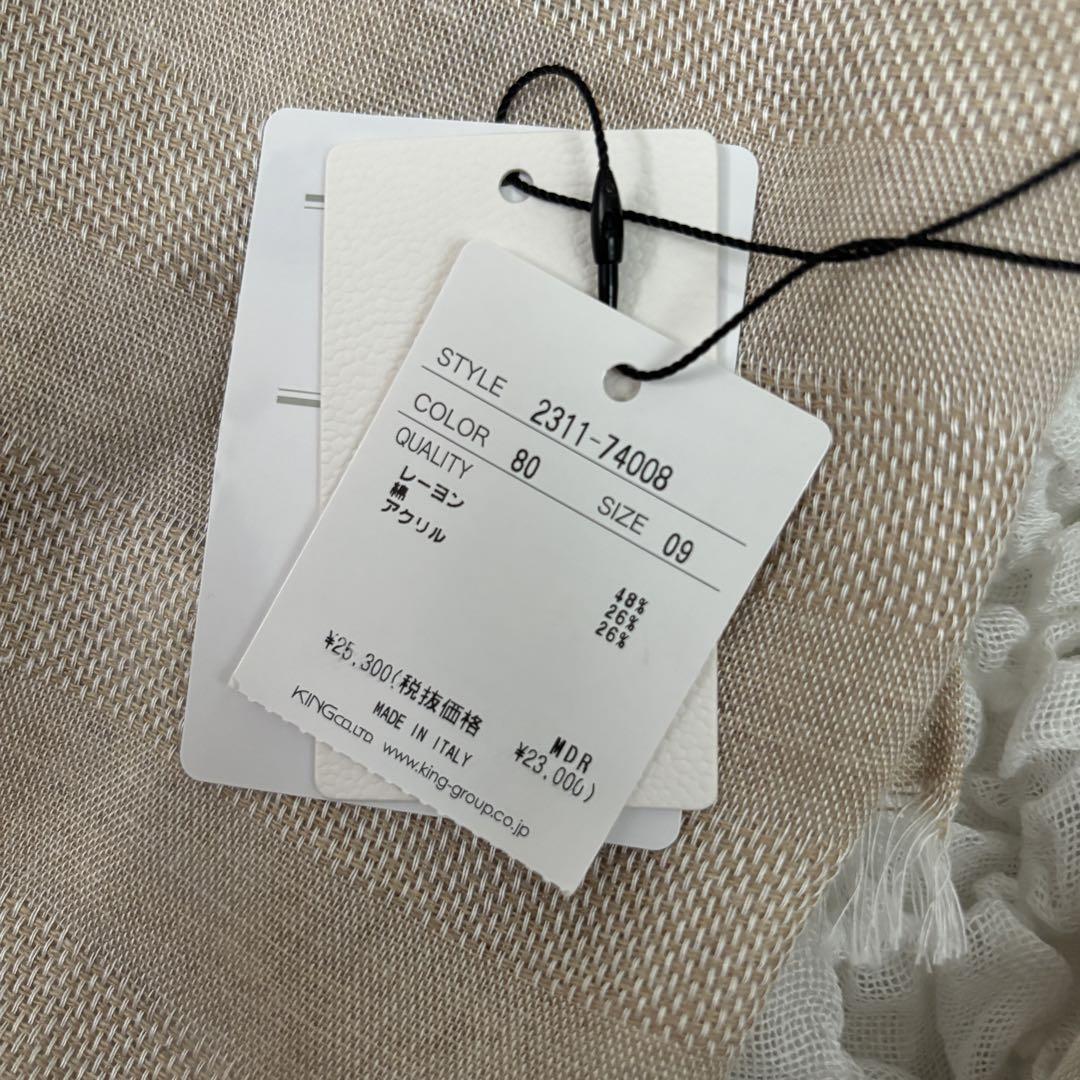 STYLE 2311-74008
COLOR 80 SIZE 09
QUALITY
レーヨン 48%
綿 26%
アクリル 26%
MDR
¥25,300(税抜価格 ¥23,000)
MADE IN ITALY
KING CO.,LTD. www.king-group.co.jp